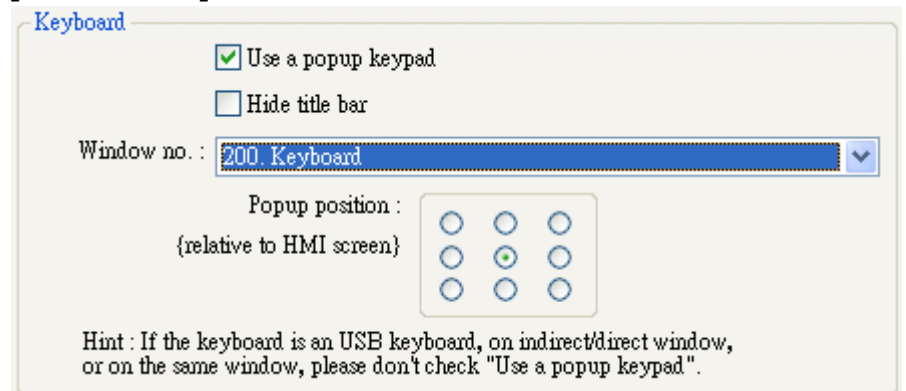 Keyboard
Use a popup keypad
Hide title bar
Window no. : 200. Keyboard
Popup position :
{relative to HMI screen}
Hint : If the keyboard is an USB keyboard, on indirect/direct window,
or on the same window, please don't check "Use a popup keypad".